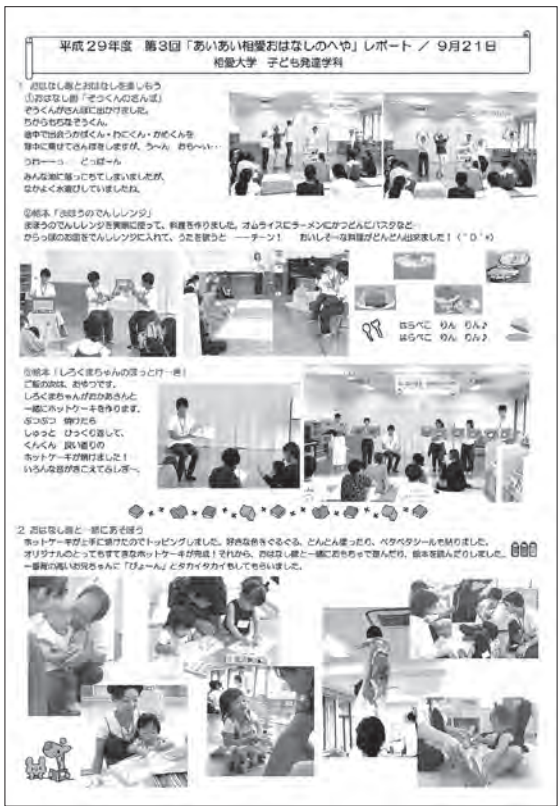 平成29年度 第3回「あいあい相愛おはなしのへや」レポート / 9月21日
相愛大学 子ども発達学科
1 おはなし隊とおはなしを楽しもう
①おはなし劇「ぞうくんのさんぽ」
ぞうくんがさんぽに出かけました。
ちからもちなぞうくん。
途中で出会うかばくん・わにくん・かめくんを
背中に乗せてさんぽをしますが、う〜ん おも〜い…
うわーーっ どっぼーん
みんな池に落っこちてしまいましたが、
なかよく水遊びしていましたね。
②絵本「まほうのでんしレンジ」
まほうのでんしレンジを実際に使って、料理を作りました。オムライスにラーメンにかつどんにパスタなど…
からっぽのお皿をでんしレンジに入れて、うたを歌うと ーーチーン! おいしそーな料理がどんどん出来ました!(^O^*)
はらぺこ りん りん♪
はらぺこ りん りん♪
③絵本「しろくまちゃんのほっとけーき」
ご飯の次は、おやつです。
しろくまちゃんがおかあさんと
一緒にホットケーキを作ります。
ぷつぷつ 焼けたら
しゅっと ひっくり返して、
くんくん 良い香りの
ホットケーキが焼けました!
いろんな音がきこえてふしぎ〜。
2 おはなし隊と一緒にあそぼう
ホットケーキが上手に焼けたのでトッピングしました。好きな色をぐるぐる、とんとん塗ったり、ペタペタシールも貼りました。
オリジナルのとってもすてきなホットケーキが完成!それから、おはなし隊と一緒におもちゃで遊んだり、絵本を読んだりしました。
一番背の高いお兄ちゃんに「びょ〜ん」とタカイタカイもしてもらいました。